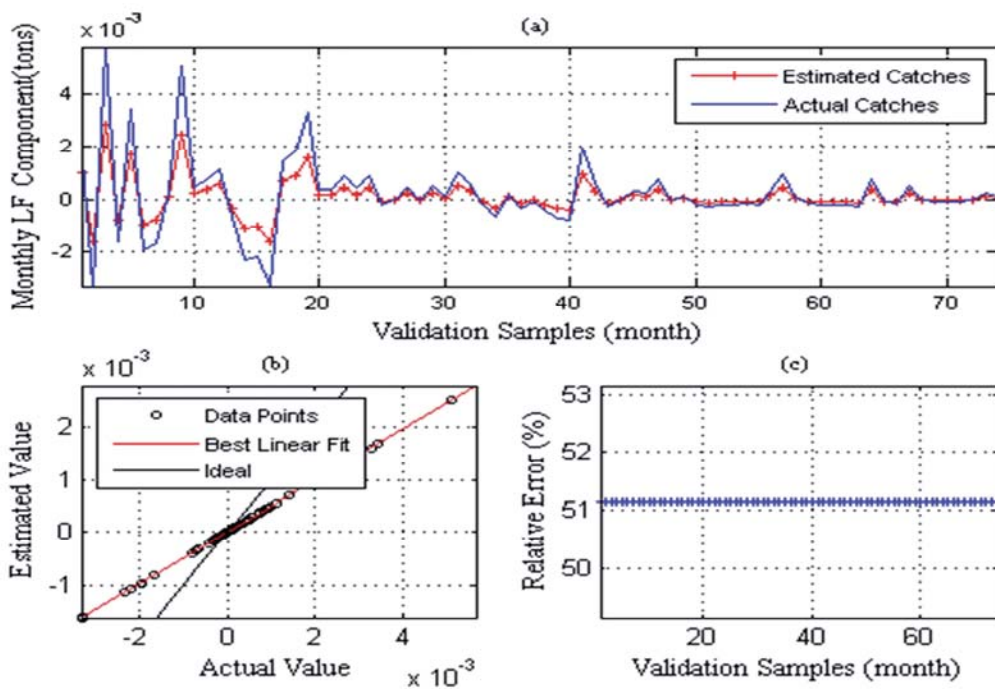 x 10⁻³
(a)
Monthly LF Component(tons)
4
2
0
-2
Estimated Catches
Actual Catches
10 20 30 40 50 60 70
Validation Samples (month)
x 10⁻³
(b)
Estimated Value
2
1
0
-1
Data Points
Best Linear Fit
Ideal
-2 0 2 4
Actual Value
x 10⁻³
(c)
Relative Error (%)
53
52
51
50
20 40 60
Validation Samples (month)